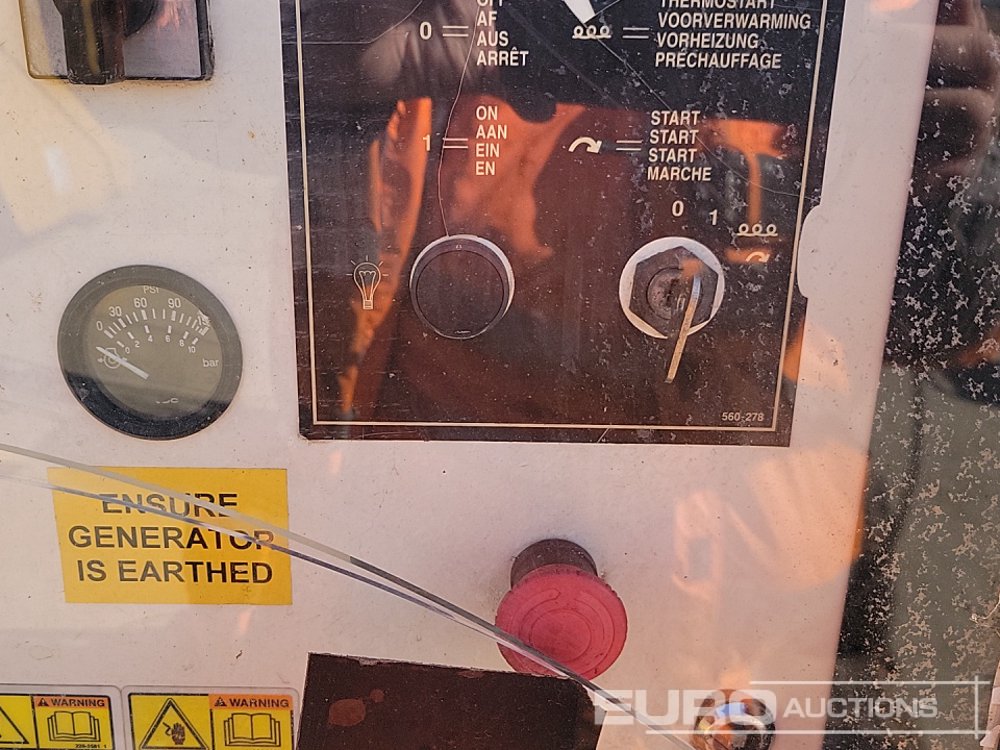 0 = OFF
AF
AUS
ARRÊT
THERMOSTART
VOORVERWARMING
VORHEIZUNG
PRÉCHAUFFAGE
1 = ON
AAN
EIN
EN
START
START
START
MARCHE
0 1
560-278
PSI
0 30 60 90
0 2 4 6 8 10
bar
ENSURE
GENERATOR
IS EARTHED
WARNING
WARNING
EURO AUCTIONS